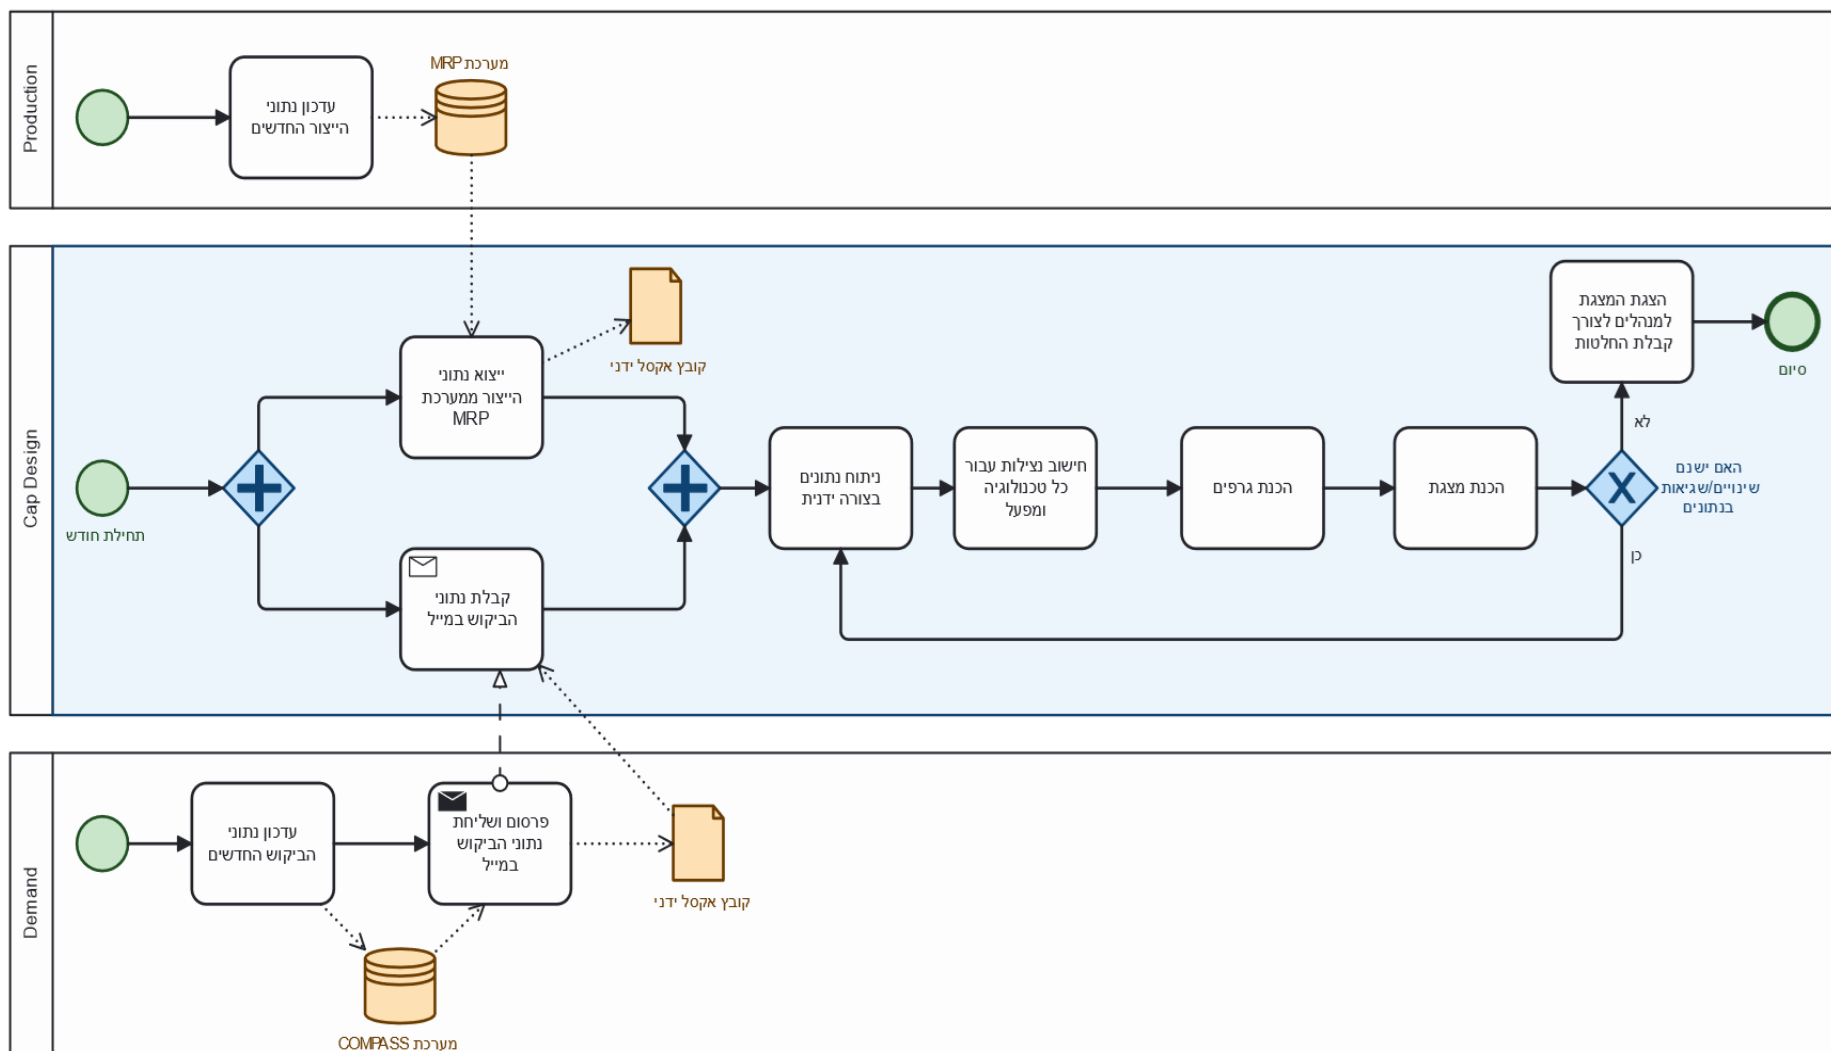 Production
עדכון נתוני
הייצור החדשים
מערכת MRP
Cap Design
תחילת חודש
ייצוא נתוני
הייצור ממערכת
MRP
קובץ אקסל ידני
קבלת נתוני
הביקוש במייל
ניתוח נתונים
בצורה ידנית
חישוב נצילות עבור
כל טכנולוגיה
ומפעל
הכנת גרפים
הכנת מצגת
האם ישנם
שינויים/שגיאות
בנתונים
לא
כן
הצגת המצגת
למנהלים לצורך
קבלת החלטות
סיום
Demand
עדכון נתוני
הביקוש החדשים
פרסום ושליחת
נתוני הביקוש
במייל
קובץ אקסל ידני
מערכת COMPASS